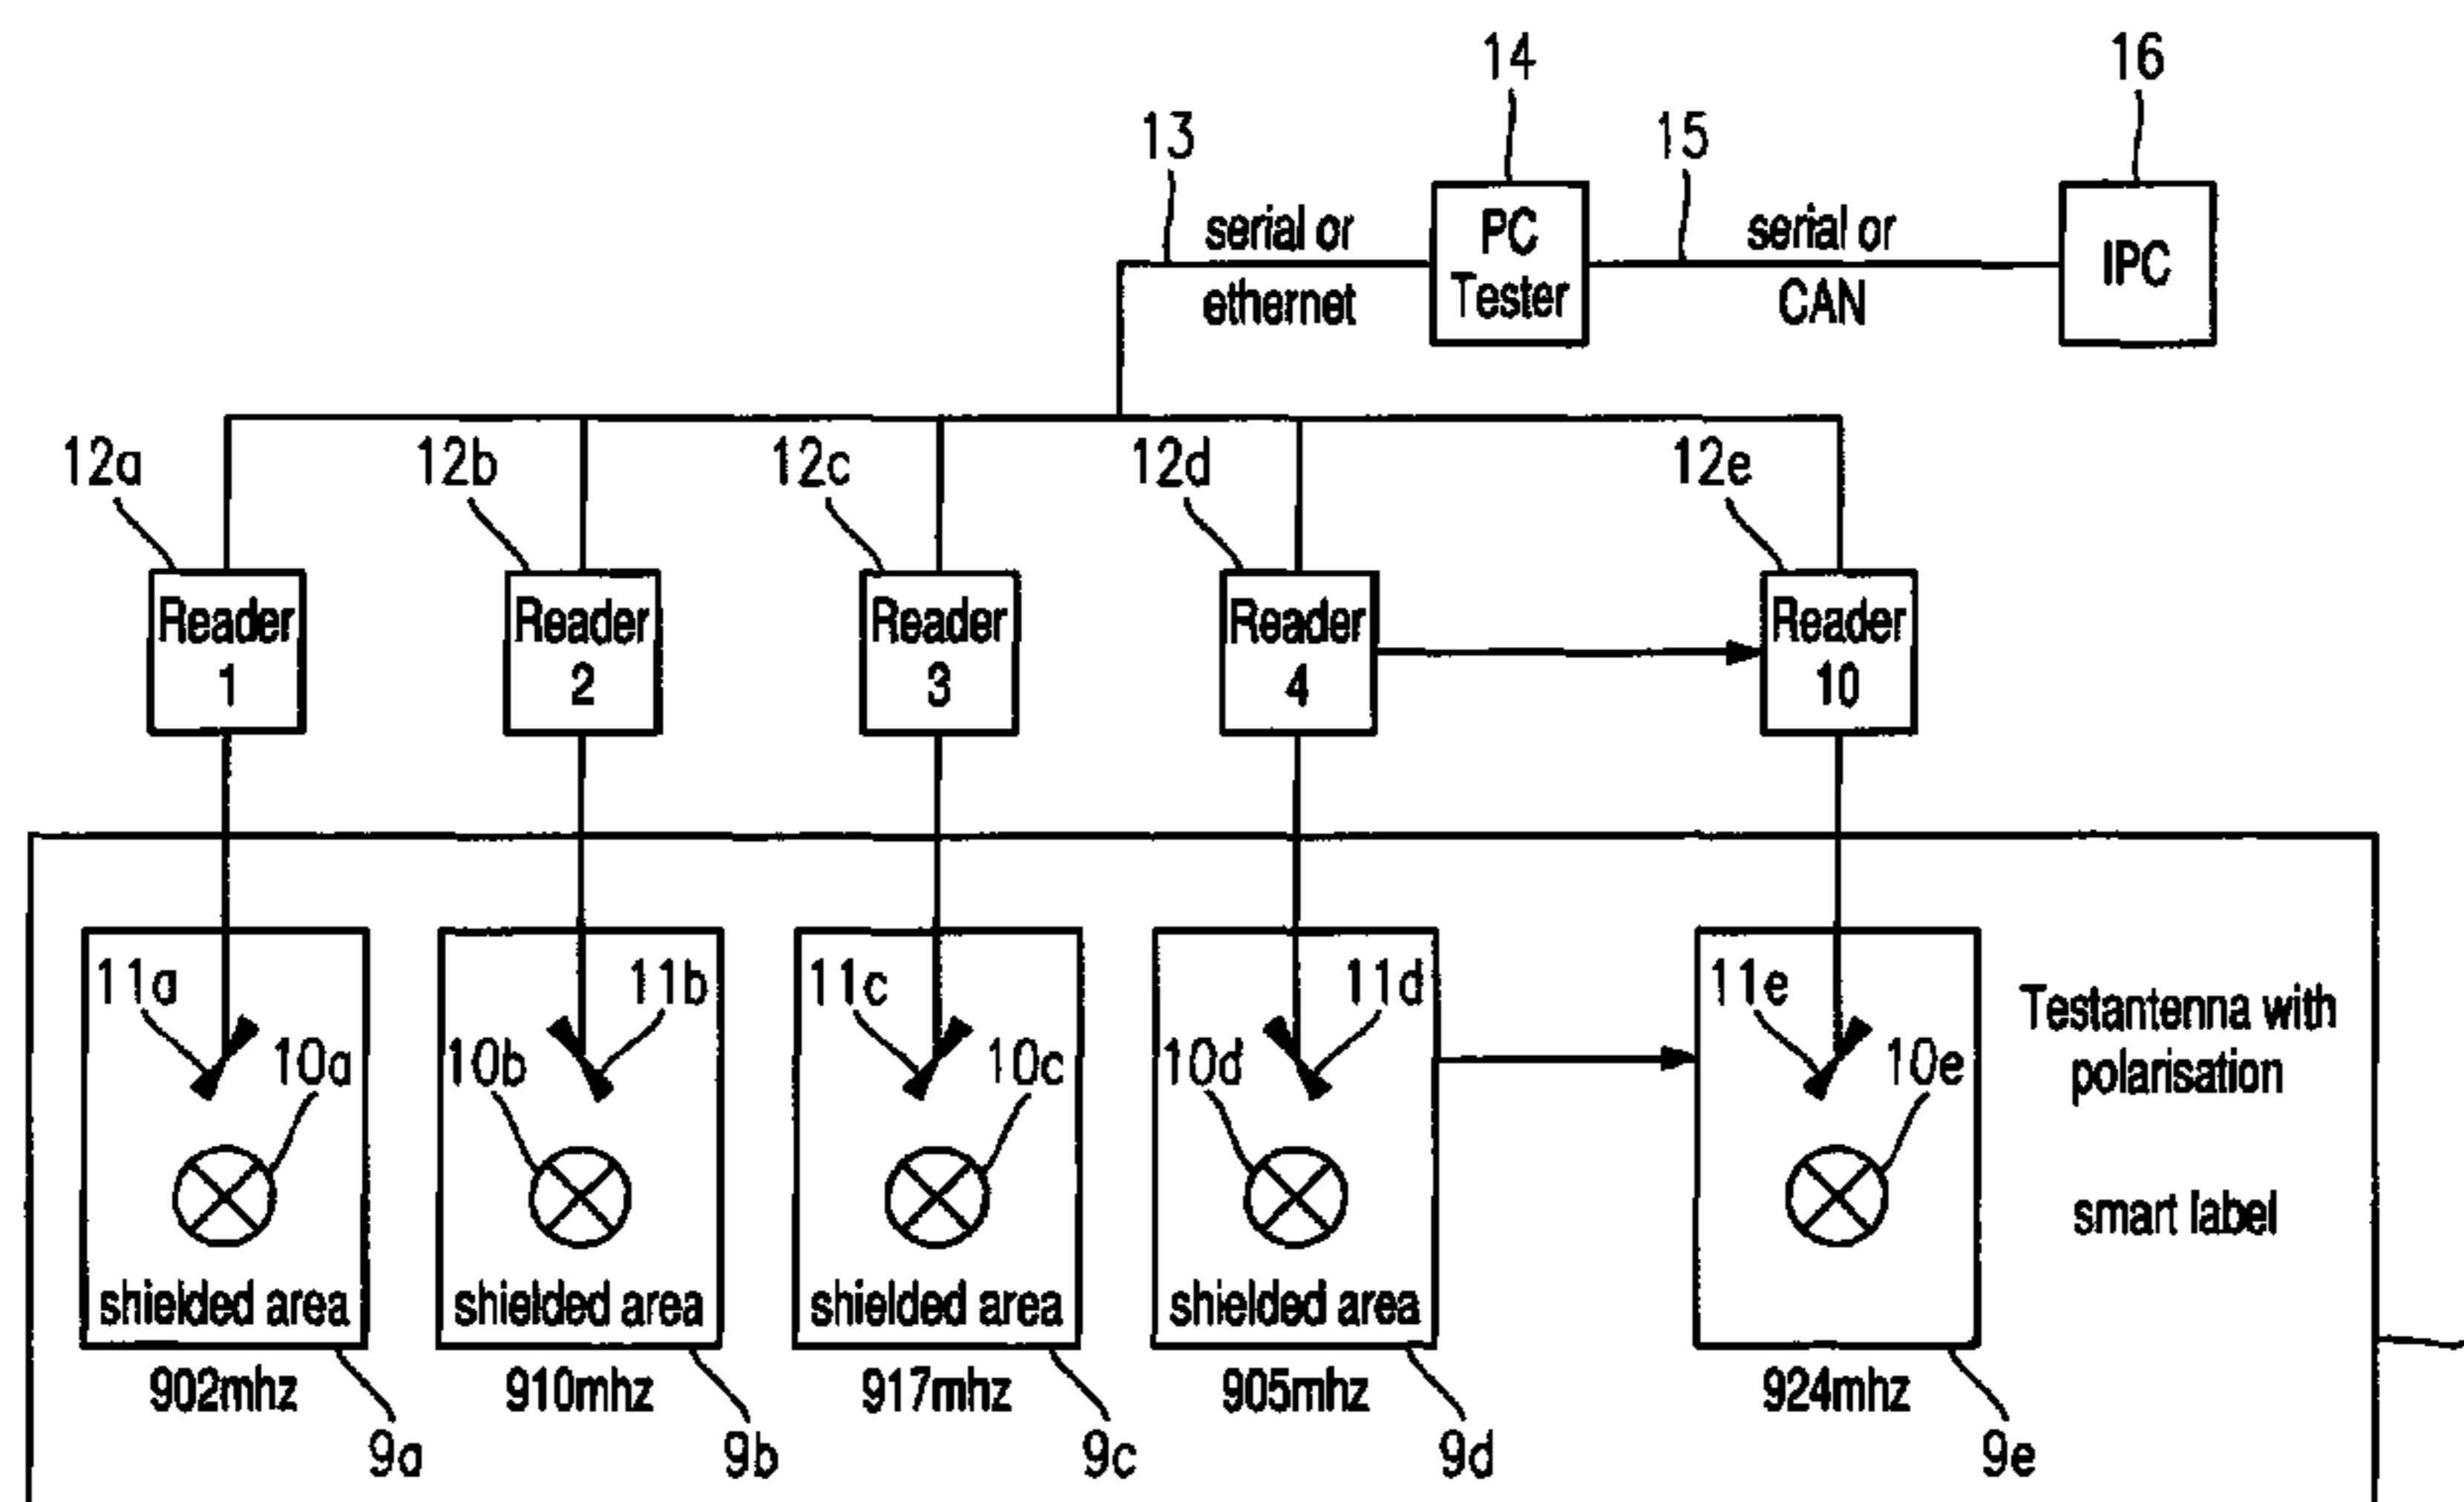 14
16
13
15
serial or
ethernet
PC
Tester
serial or
CAN
IPC
12a
12b
12c
12d
12e
Reader
1
Reader
2
Reader
3
Reader
4
Reader
10
11a
10a
11b
10b
11c
10c
11d
10d
11e
10e
Testantenna with
polarisation
smart label
shielded area
shielded area
shielded area
shielded area
902mhz
910mhz
917mhz
905mhz
924mhz
9a
9b
9c
9d
9e